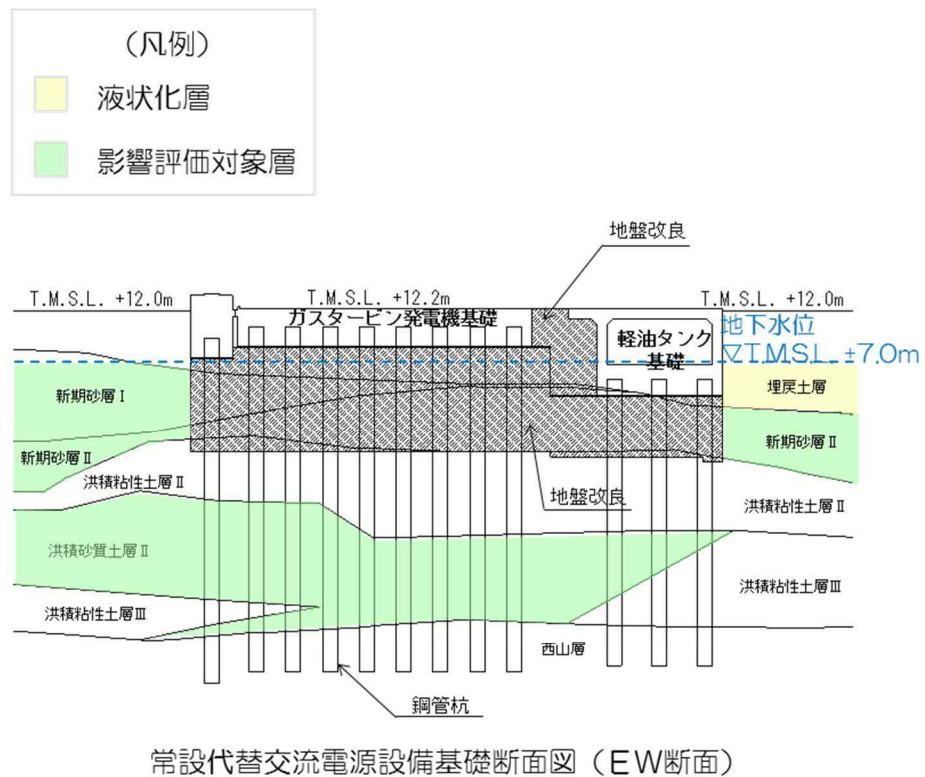 （凡例）
液状化層
影響評価対象層
地盤改良
T.M.S.L. +12.0m
T.M.S.L. +12.2m
T.M.S.L. +12.0m
ガスタービン発電機基礎
軽油タンク
基礎
地下水位
▽T.M.S.L. ±7.0m
新期砂層Ⅰ
埋戻土層
新期砂層Ⅱ
新期砂層Ⅱ
洪積粘性土層Ⅱ
地盤改良
洪積粘性土層Ⅱ
洪積砂質土層Ⅱ
洪積粘性土層Ⅲ
洪積粘性土層Ⅲ
西山層
鋼管杭
常設代替交流電源設備基礎断面図（ＥＷ断面）